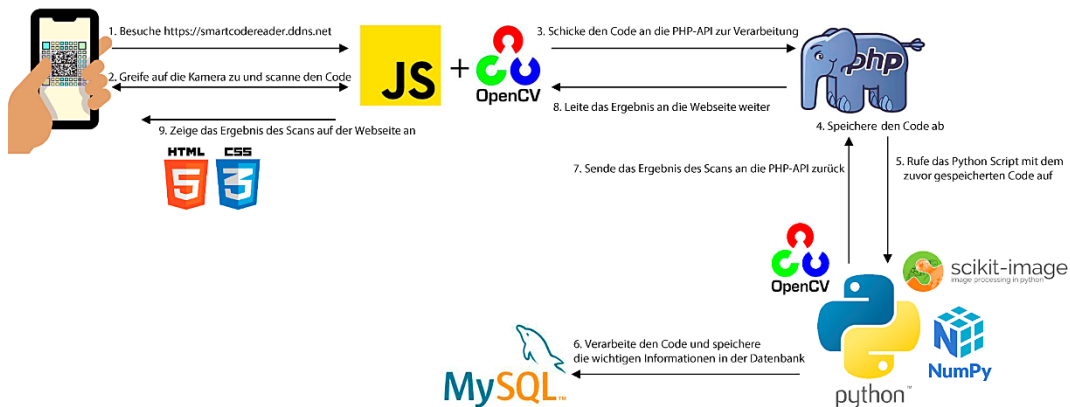 1. Besuche https://smartcodereader.ddns.net
2. Greife auf die Kamera zu und scanne den Code
9. Zeige das Ergebnis des Scans auf der Webseite an
HTML
5
CSS
3
JS
+
OpenCV
3. Schicke den Code an die PHP-API zur Verarbeitung
8. Leite das Ergebnis an die Webseite weiter
php
4. Speichere den Code ab
5. Rufe das Python Script mit dem
zuvor gespeicherten Code auf
7. Sende das Ergebnis des Scans an die PHP-API zurück
OpenCV
scikit-image
image processing in python
NumPy
python™
6. Verarbeite den Code und speichere
die wichtigen Informationen in der Datenbank
MySQL™